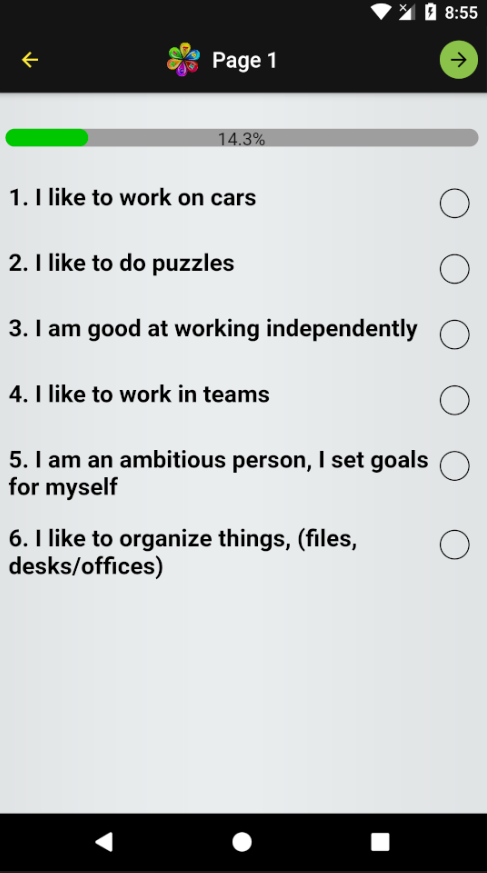 8:55
Page 1
14.3%
1. I like to work on cars
2. I like to do puzzles
3. I am good at working independently
4. I like to work in teams
5. I am an ambitious person, I set goals
for myself
6. I like to organize things, (files,
desks/offices)